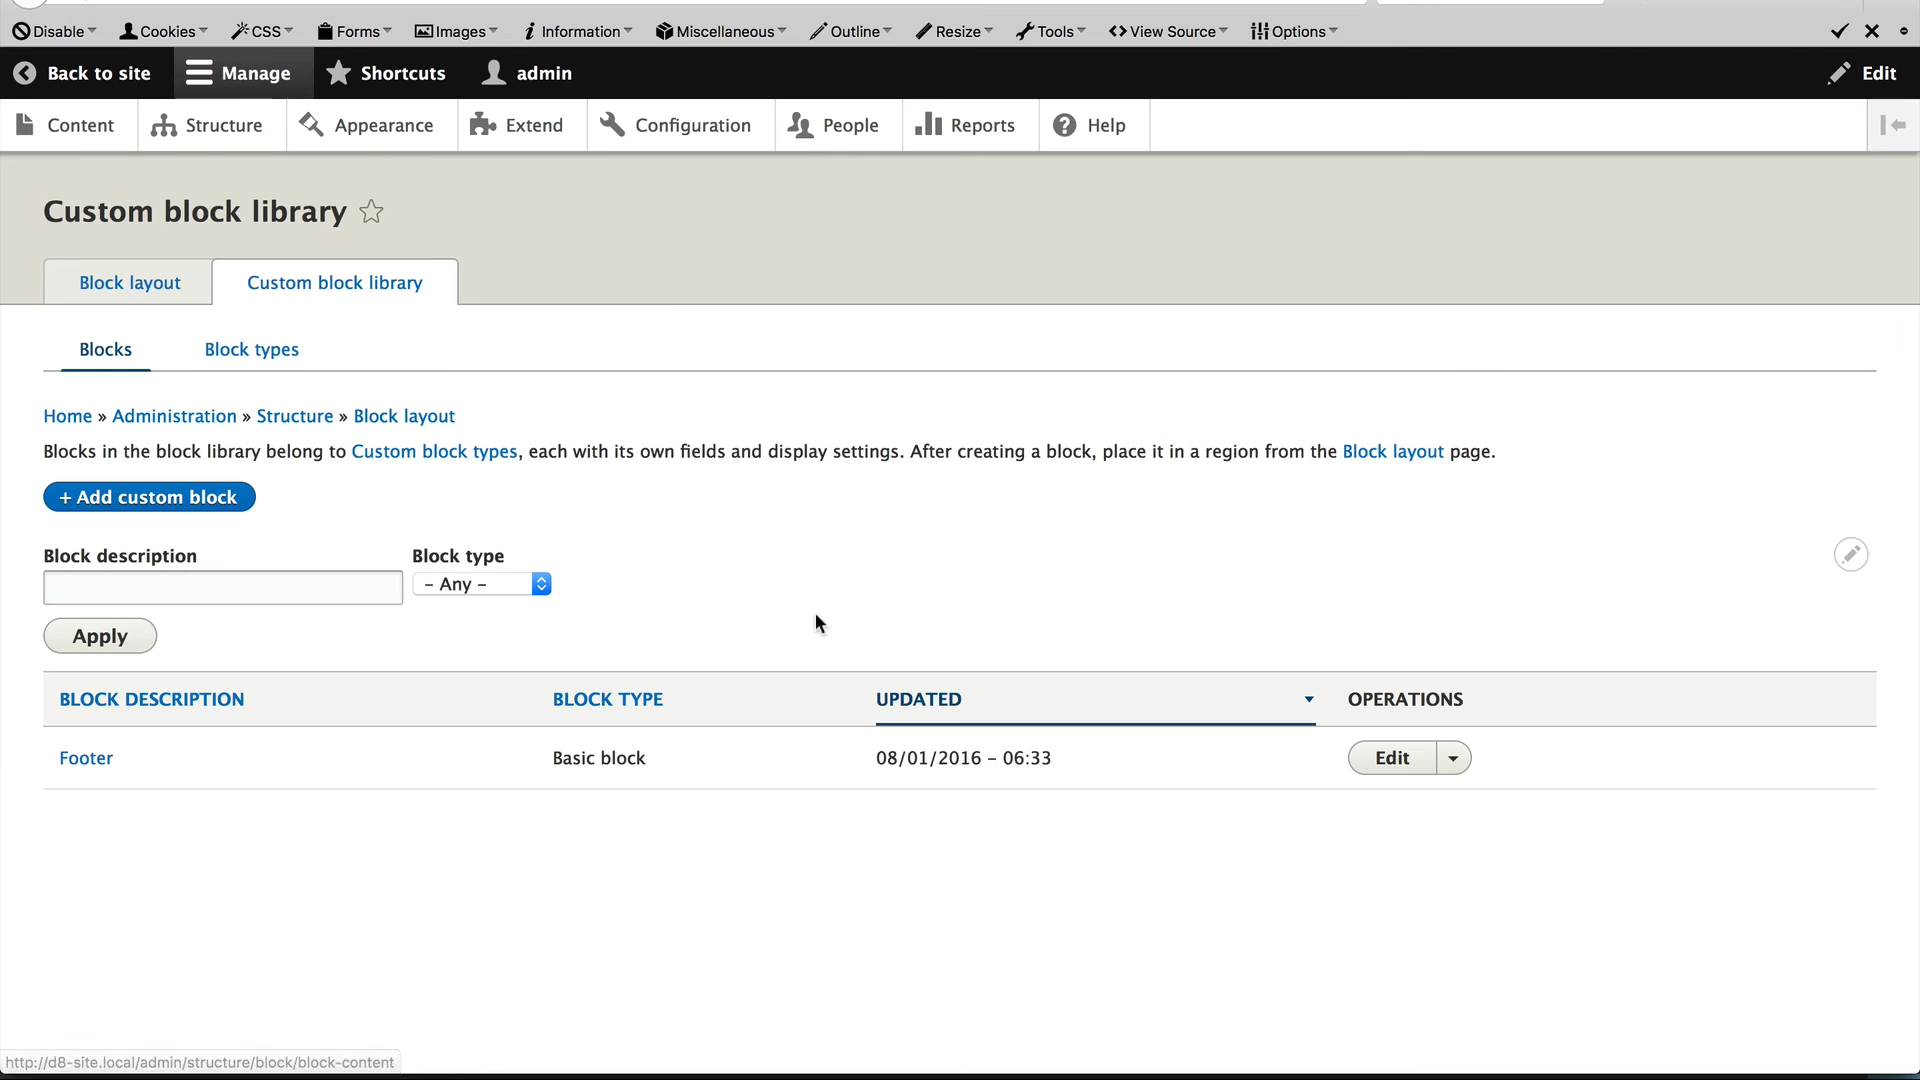 Disable Cookies CSS Forms Images Information Miscellaneous Outline Resize Tools View Source Options
Back to site Manage Shortcuts admin Edit
Content Structure Appearance Extend Configuration People Reports Help
Custom block library
Block layout Custom block library
Blocks Block types
Home » Administration » Structure » Block layout
Blocks in the block library belong to Custom block types, each with its own fields and display settings. After creating a block, place it in a region from the Block layout page.
+ Add custom block
Block description Block type
- Any -
Apply
BLOCK DESCRIPTION BLOCK TYPE UPDATED OPERATIONS
Footer Basic block 08/01/2016 - 06:33 Edit
http://d8-site.local/admin/structure/block/block-content